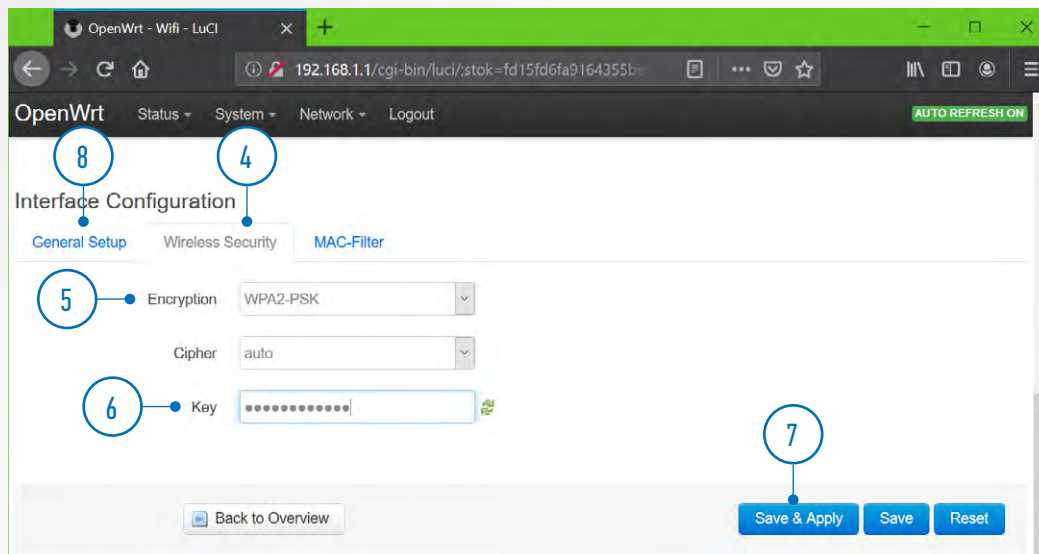 OpenWrt - Wifi - LuCI
192.168.1.1/cgi-bin/luci/;stok=fd15fd6fa9164355b
OpenWrt Status System Network Logout AUTO REFRESH ON
8 4
Interface Configuration
General Setup Wireless Security MAC-Filter
5 Encryption WPA2-PSK
Cipher auto
6 Key ••••••••••••
7
Back to Overview Save & Apply Save Reset